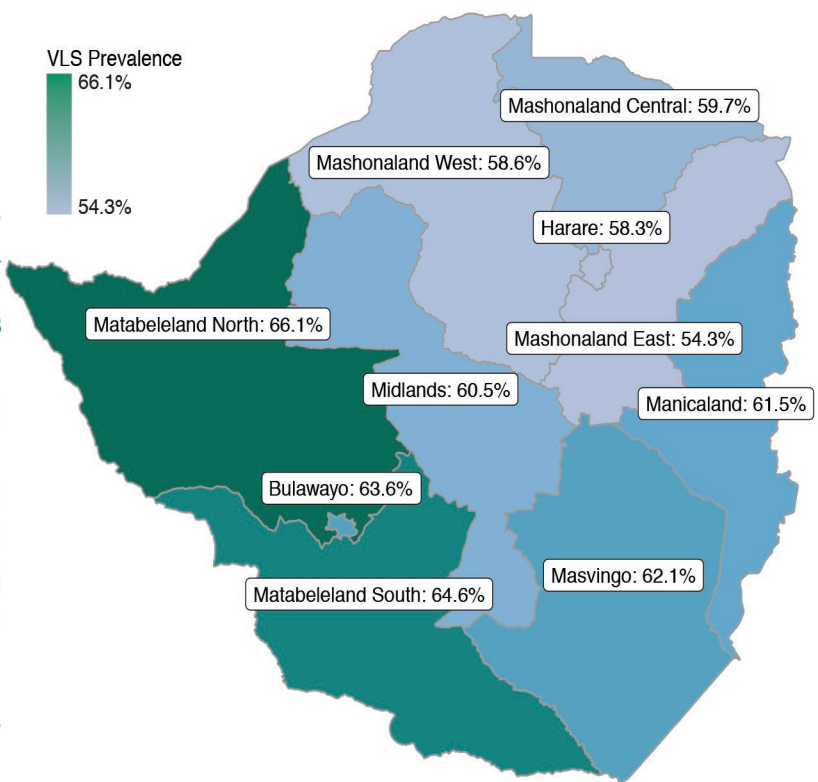 VLS Prevalence
66.1%
54.3%
Mashonaland Central: 59.7%
Mashonaland West: 58.6%
Harare: 58.3%
Matabeleland North: 66.1%
Mashonaland East: 54.3%
Midlands: 60.5%
Manicaland: 61.5%
Bulawayo: 63.6%
Masvingo: 62.1%
Matabeleland South: 64.6%